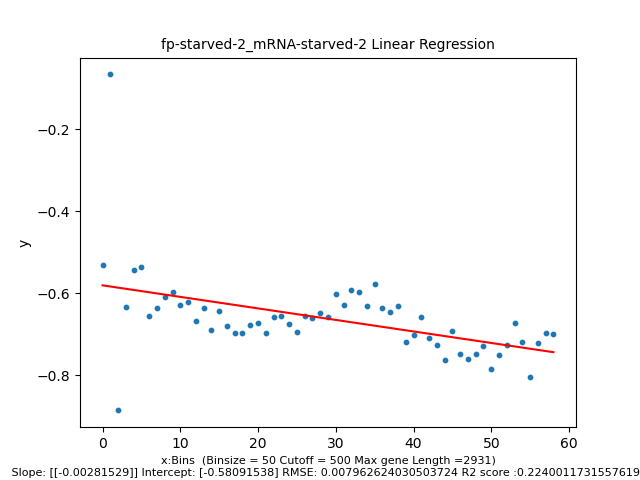 fp-starved-2_mRNA-starved-2 Linear Regression
−0.2
−0.4
−0.6
−0.8
y
0 10 20 30 40 50 60
x:Bins  (Binsize = 50 Cutoff = 500 Max gene Length =2931)
Slope: [[-0.00281529]] Intercept: [-0.58091538] RMSE: 0.007962624030503724 R2 score :0.2240011731557619